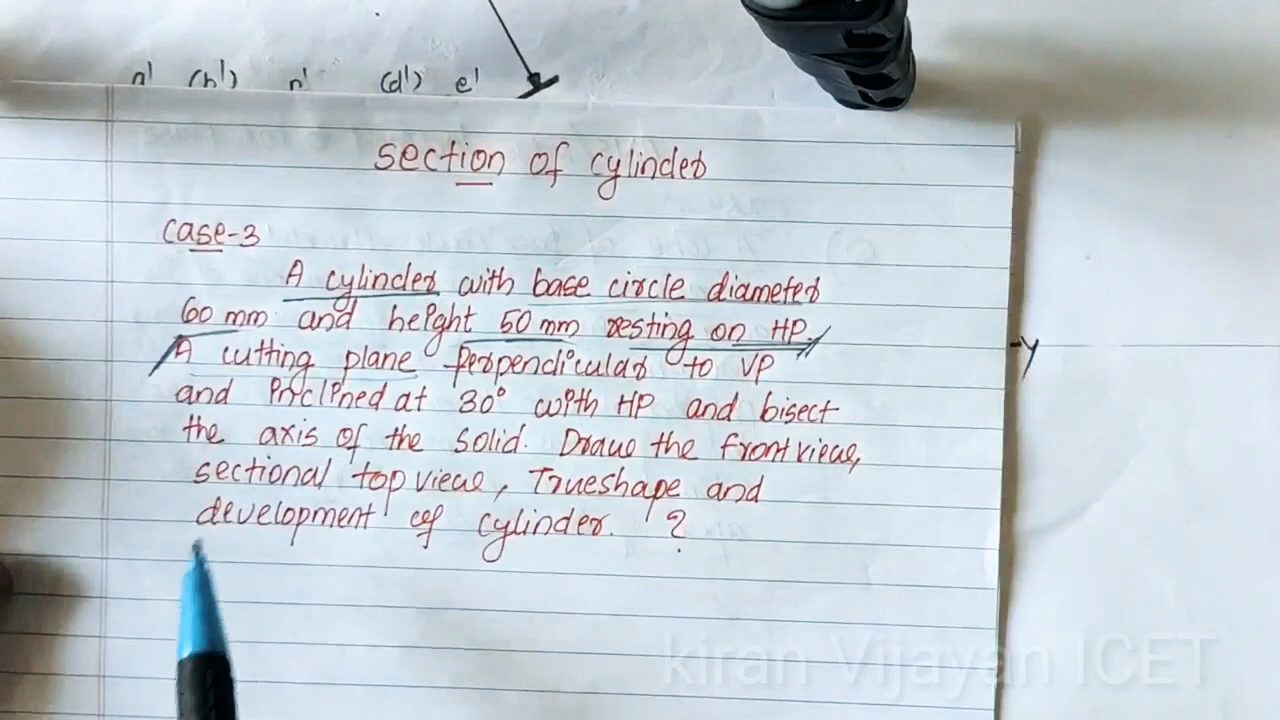 a' (b') n' (d') e'
section of cylinder
case-3
A cylinder with base circle diameter
60 mm and height 50 mm resting on HP.
A cutting plane perpendicular to VP
and inclined at 30° with HP and bisect
the axis of the solid. Draw the front view,
sectional top view, Trueshape and
development of cylinder. ?
Y
kiran Vijayan ICET